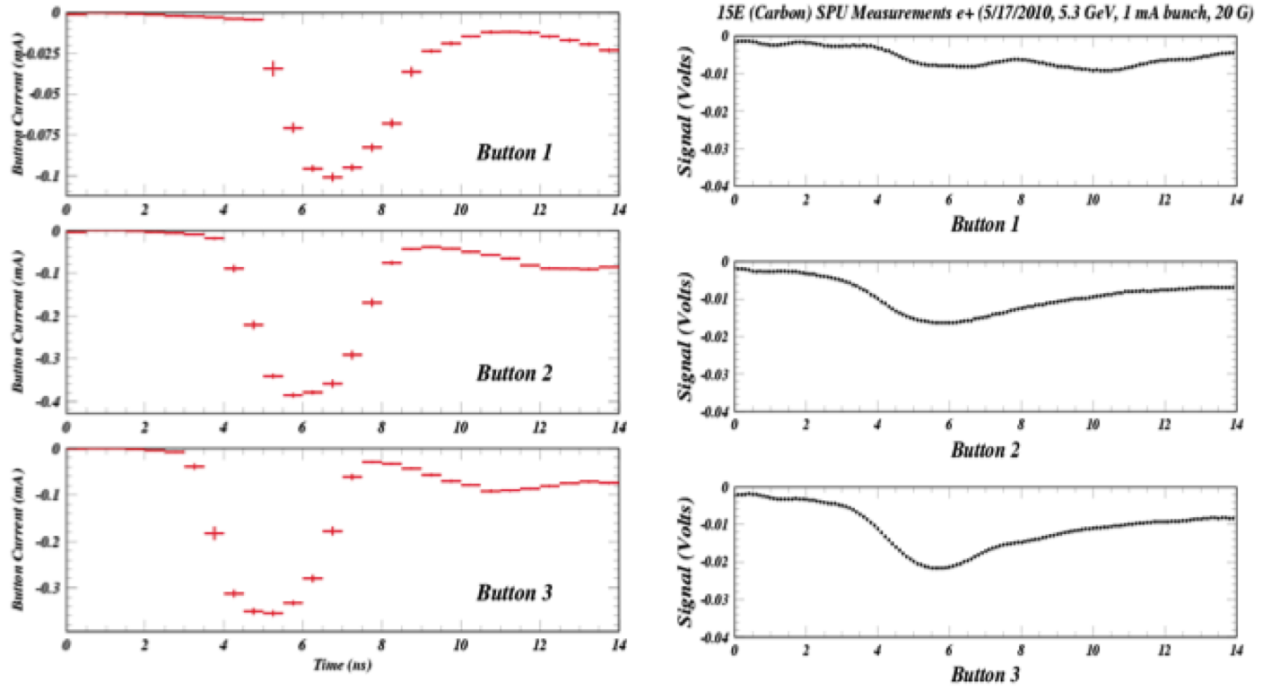 0
-0.025
-0.05
-0.075
-0.1
Button Current (mA)
Button 1
0 2 4 6 8 10 12 14
0
-0.1
-0.2
-0.3
-0.4
Button Current (mA)
Button 2
0 2 4 6 8 10 12 14
0
-0.1
-0.2
-0.3
Button Current (mA)
Button 3
0 2 4 6 8 10 12 14
Time (ns)
15E (Carbon) SPU Measurements e+ (5/17/2010, 5.3 GeV, 1 mA bunch, 20 G)
0
-0.01
-0.02
-0.03
-0.04
Signal (Volts)
0 2 4 6 8 10 12 14
Button 1
0
-0.01
-0.02
-0.03
-0.04
Signal (Volts)
0 2 4 6 8 10 12 14
Button 2
0
-0.01
-0.02
-0.03
-0.04
Signal (Volts)
0 2 4 6 8 10 12 14
Button 3